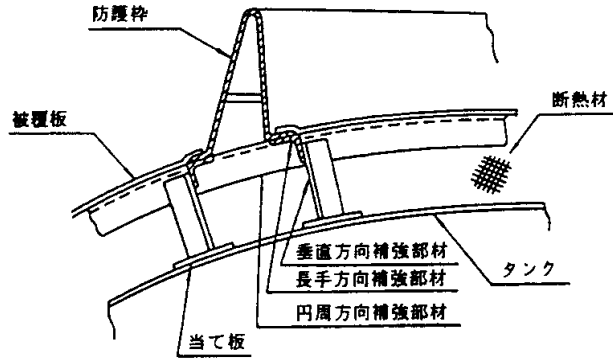 防護枠
断熱材
被覆板
垂直方向補強部材
長手方向補強部材
タンク
円周方向補強部材
当て板